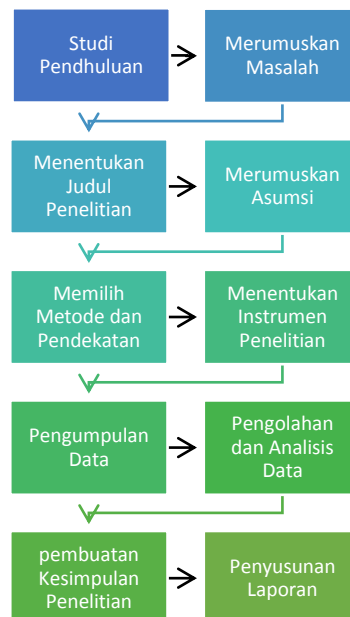 Studi
Pendhuluan
Merumuskan
Masalah
Menentukan
Judul
Penelitian
Merumuskan
Asumsi
Memilih
Metode dan
Pendekatan
Menentukan
Instrumen
Penelitian
Pengumpulan
Data
Pengolahan
dan Analisis
Data
pembuatan
Kesimpulan
Penelitian
Penyusunan
Laporan